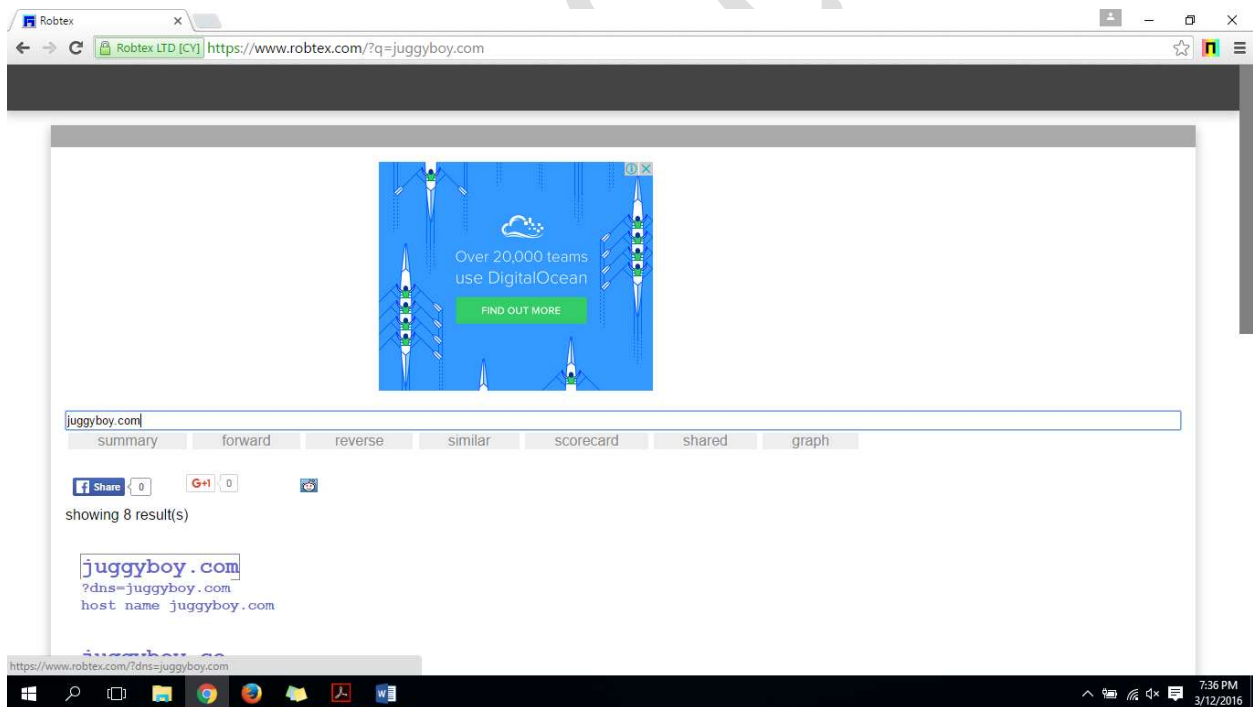 Robtex
Robtex LTD [CY] https://www.robtex.com/?q=juggyboy.com
Over 20,000 teams
use DigitalOcean
FIND OUT MORE
juggyboy.com
summary forward reverse similar scorecard shared graph
Share 0 G+1 0
showing 8 result(s)
juggyboy.com
?dns=juggyboy.com
host name juggyboy.com
juggyboy.co
https://www.robtex.com/?dns=juggyboy.com
7:36 PM
3/12/2016